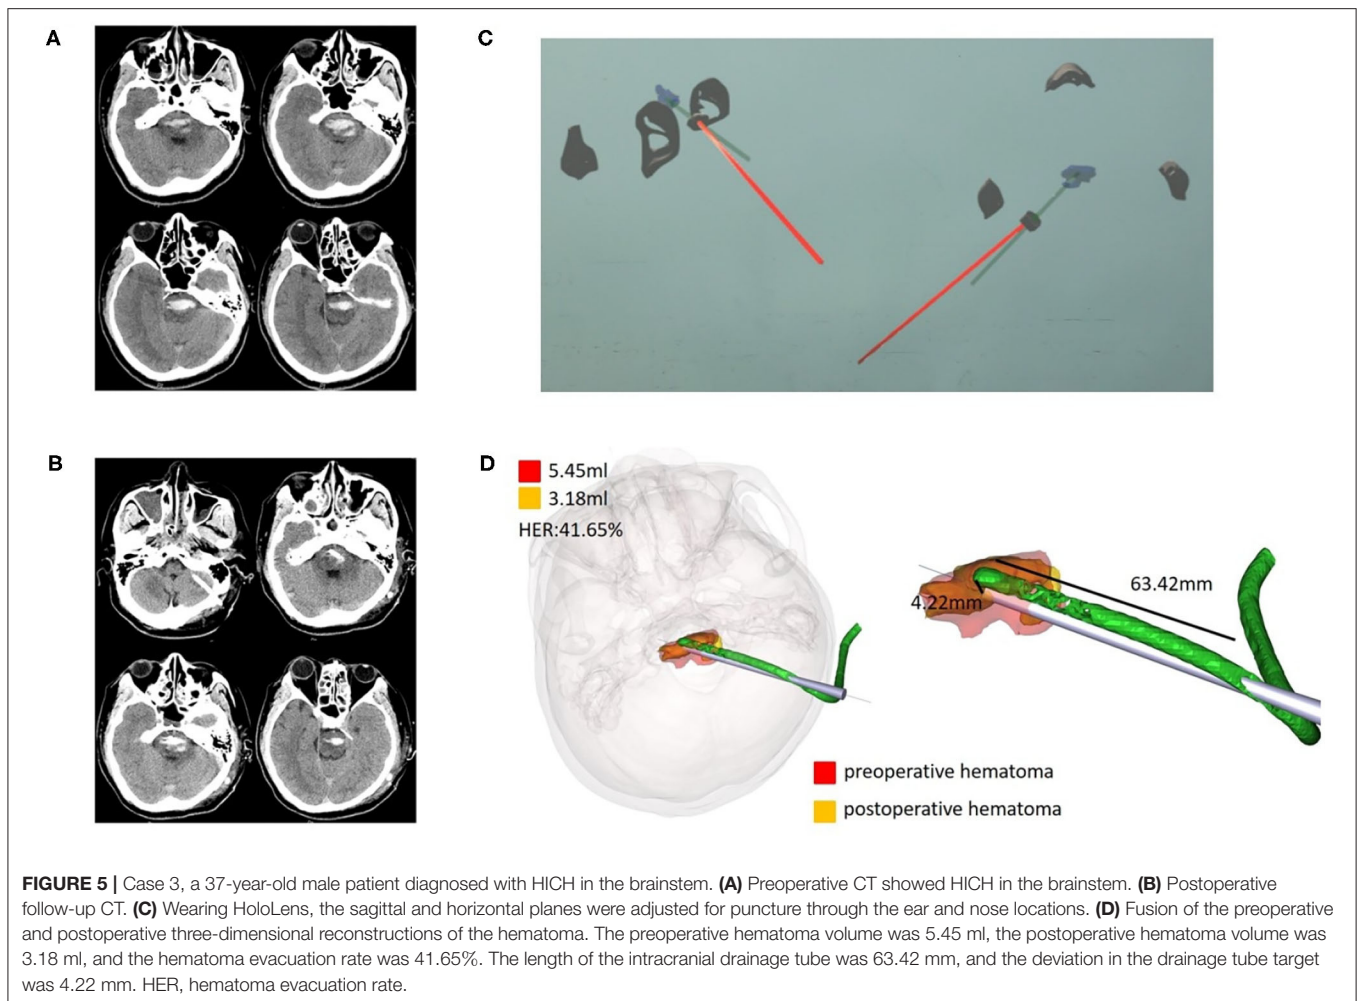 A
C
B
D
5.45ml
3.18ml
HER:41.65%
63.42mm
4.22mm
preoperative hematoma
postoperative hematoma
FIGURE 5 | Case 3, a 37-year-old male patient diagnosed with HICH in the brainstem. (A) Preoperative CT showed HICH in the brainstem. (B) Postoperative
follow-up CT. (C) Wearing HoloLens, the sagittal and horizontal planes were adjusted for puncture through the ear and nose locations. (D) Fusion of the preoperative
and postoperative three-dimensional reconstructions of the hematoma. The preoperative hematoma volume was 5.45 ml, the postoperative hematoma volume was
3.18 ml, and the hematoma evacuation rate was 41.65%. The length of the intracranial drainage tube was 63.42 mm, and the deviation in the drainage tube target
was 4.22 mm. HER, hematoma evacuation rate.